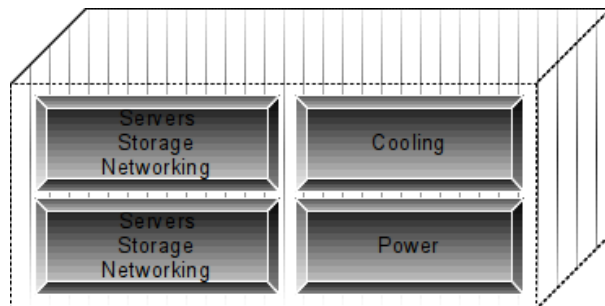 Servers
Storage
Networking
Cooling
Servers
Storage
Networking
Power